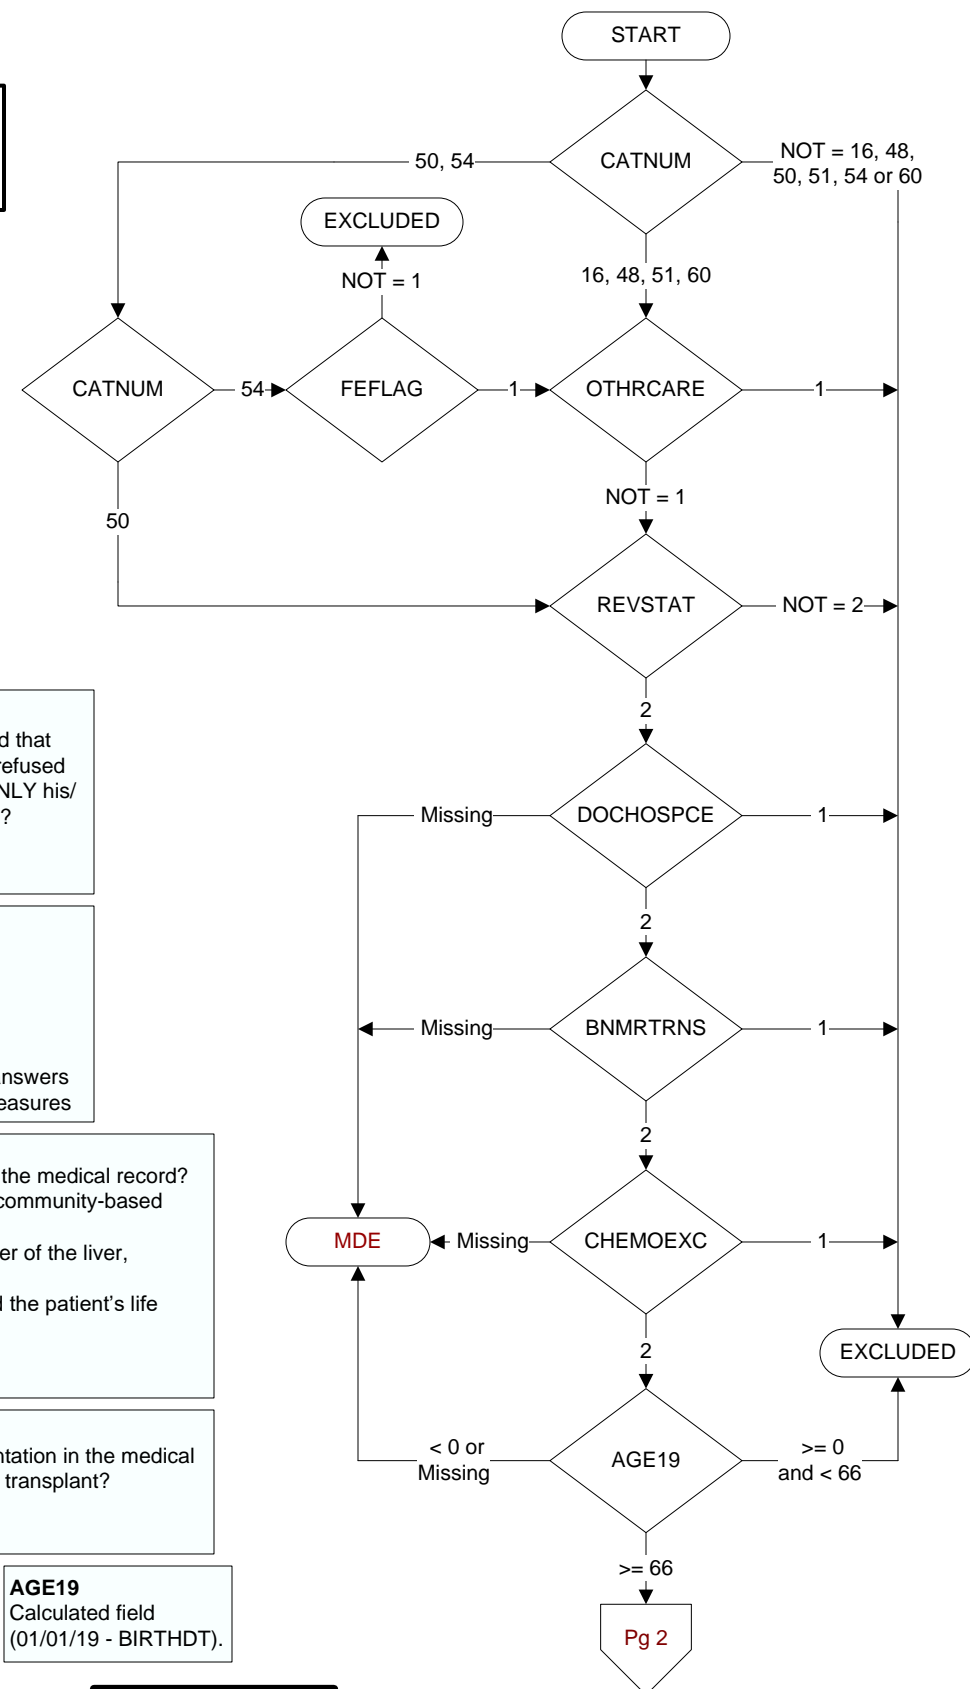 START
CATNUM
50, 54
NOT = 16, 48,
50, 51, 54 or 60
EXCLUDED
NOT = 1
16, 48, 51, 60
CATNUM
54
FEFLAG
1
OTHRCARE
1
50
NOT = 1
REVSTAT
NOT = 2
2
d that
refused
NLY his/
?
Missing
DOCHOSPCE
1
2
Missing
BNMRTRNS
1
nswers
easures
2
the medical record?
community-based
er of the liver,
d the patient's life
MDE
Missing
CHEMOEXC
1
2
EXCLUDED
ntation in the medical
transplant?
< 0 or
Missing
AGE19
>= 0
and < 66
>= 66
AGE19
Calculated field
(01/01/19 - BIRTHDT).
Pg 2